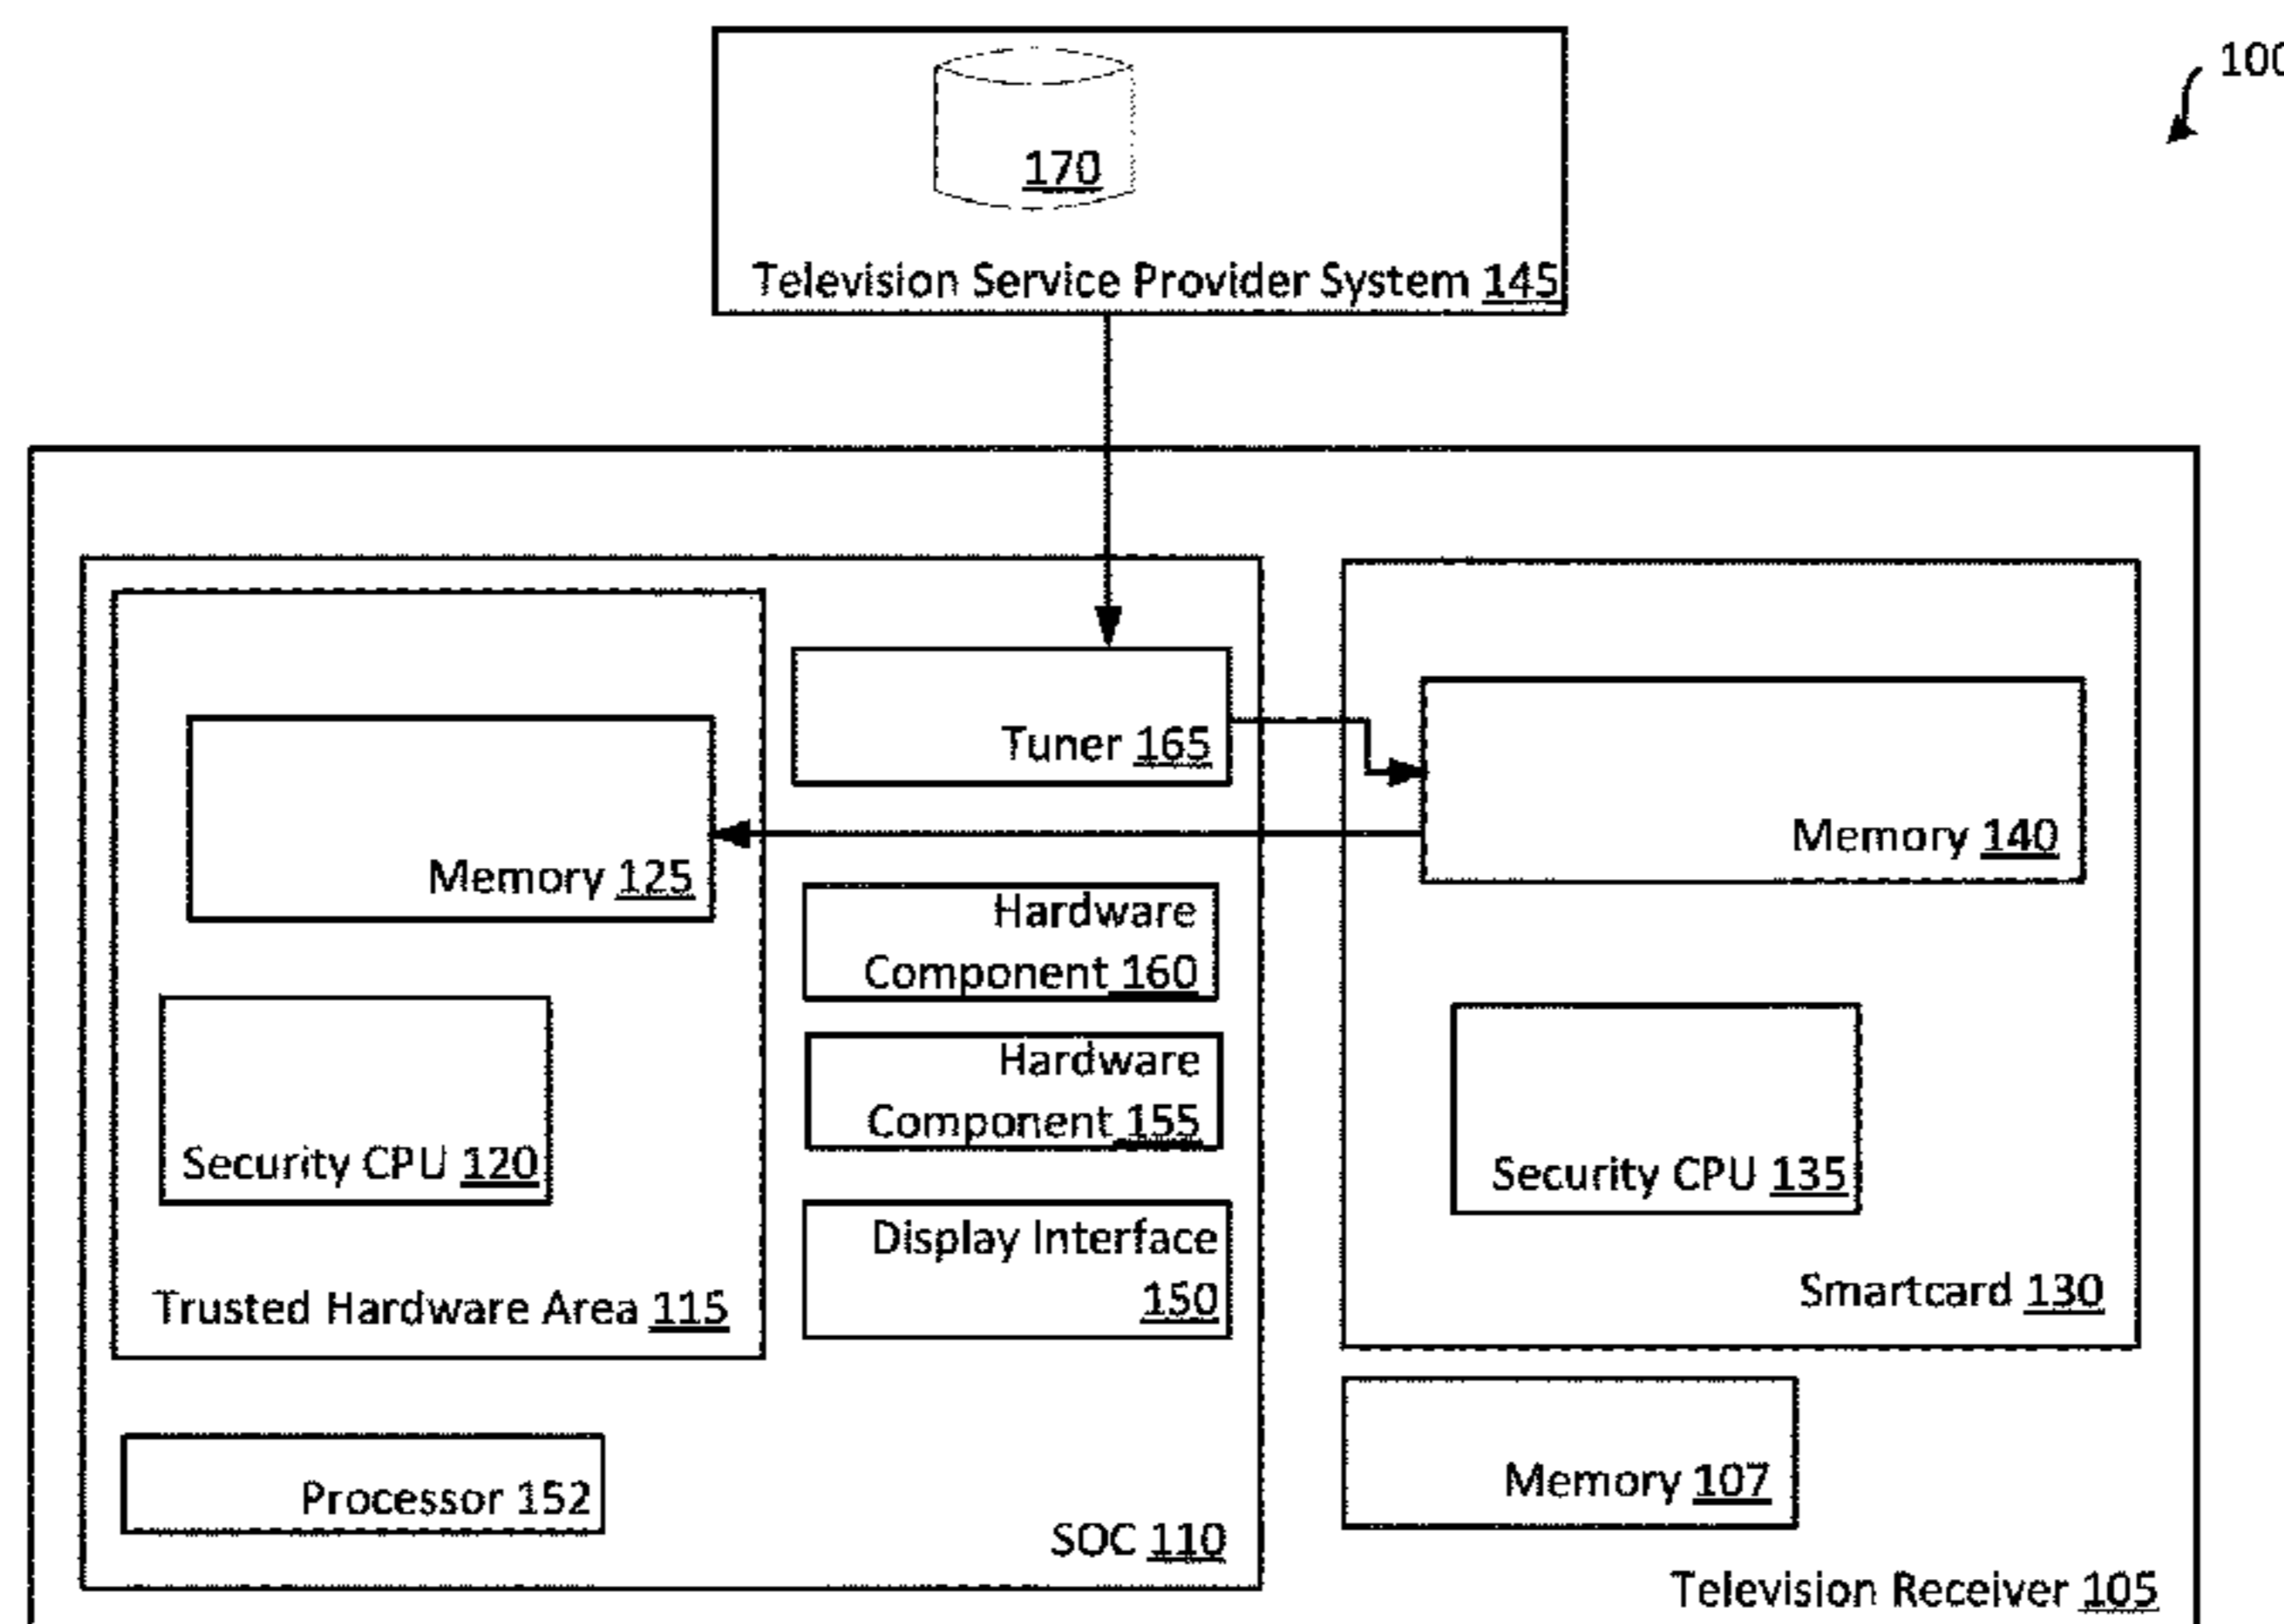 100
170
Television Service Provider System 145
Tuner 165
Memory 140
Memory 125
Hardware
Component 160
Hardware
Component 155
Security CPU 120
Security CPU 135
Display Interface
150
Trusted Hardware Area 115
Smartcard 130
Processor 152
Memory 107
SOC 110
Television Receiver 105